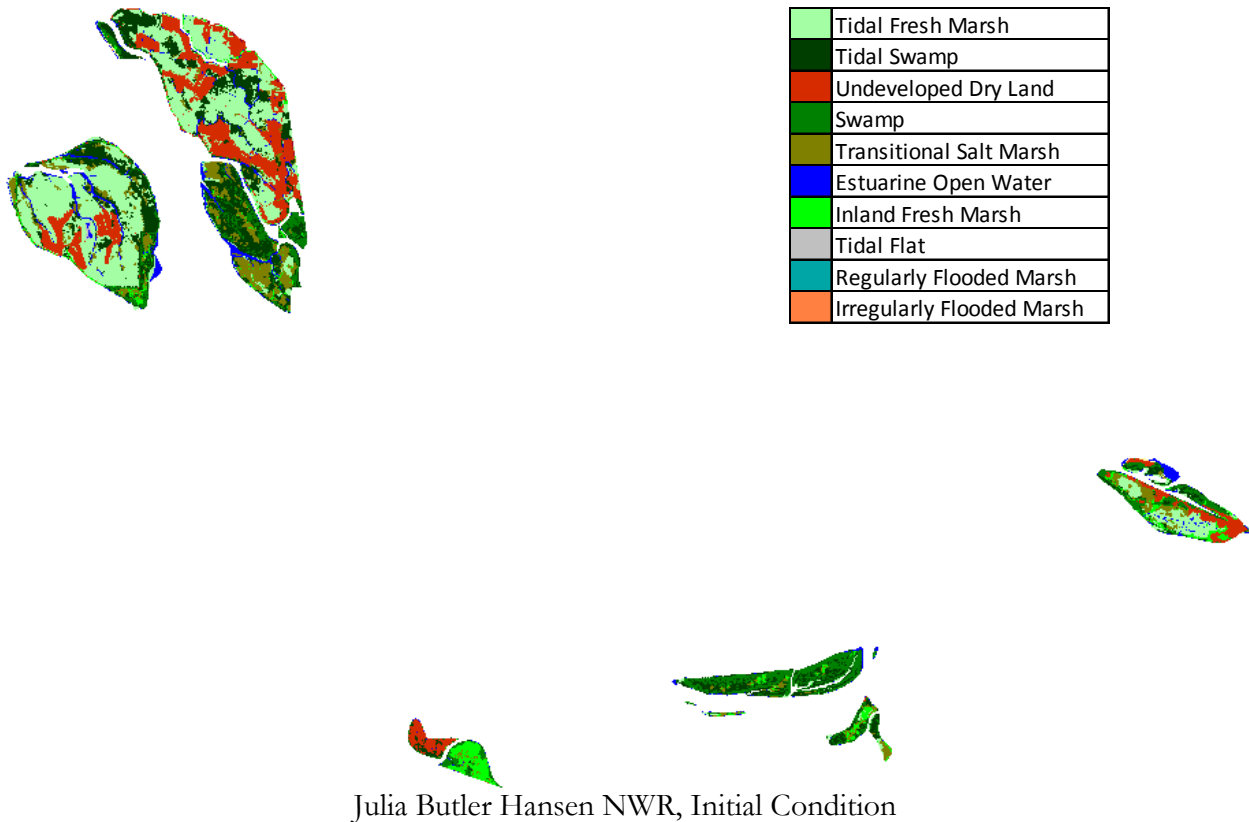 Tidal Fresh Marsh
Tidal Swamp
Undeveloped Dry Land
Swamp
Transitional Salt Marsh
Estuarine Open Water
Inland Fresh Marsh
Tidal Flat
Regularly Flooded Marsh
Irregularly Flooded Marsh
Julia Butler Hansen NWR, Initial Condition